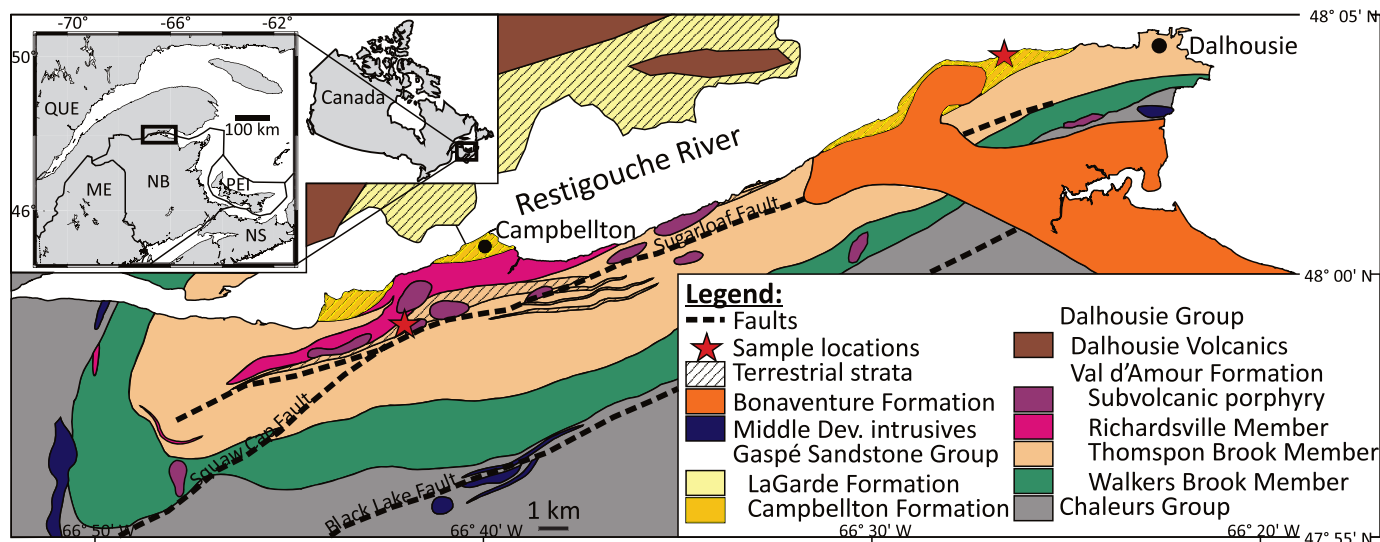 -70°
-66°
-62°
50°
46°
QUE
ME
NB
PEI
NS
100 km
Canada
48° 05' N
Dalhousie
Restigouche River
Campbellton
Sugarloaf Fault
48° 00' N
Squaw Cap Fault
Black Lake Fault
1 km
66° 50' W
66° 40' W
66° 30' W
66° 20' W
47° 55' N
Legend:
Faults
Sample locations
Terrestrial strata
Bonaventure Formation
Middle Dev. intrusives
Gaspé Sandstone Group
LaGarde Formation
Campbellton Formation
Dalhousie Group
Dalhousie Volcanics
Val d'Amour Formation
Subvolcanic porphyry
Richardsville Member
Thomspon Brook Member
Walkers Brook Member
Chaleurs Group